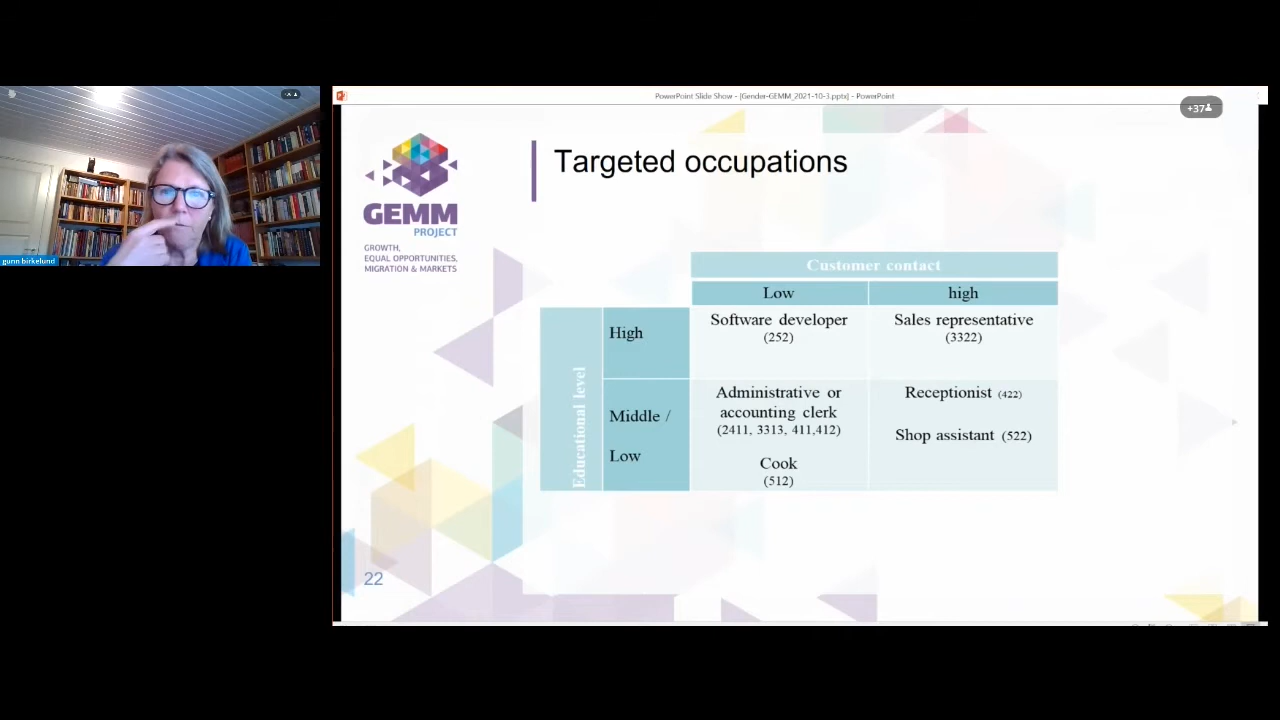 PowerPoint Slide Show - [Gender-GEMM_2021-10-3.pptx] - PowerPoint
+37
gunn birkelund
GEMM
PROJECT
GROWTH,
EQUAL OPPORTUNITIES,
MIGRATION & MARKETS
Targeted occupations
Customer contact
Low
high
Educational level
High
Software developer
(252)
Sales representative
(3322)
Middle /
Low
Administrative or
accounting clerk
(2411, 3313, 411,412)
Cook
(512)
Receptionist (422)
Shop assistant (522)
22